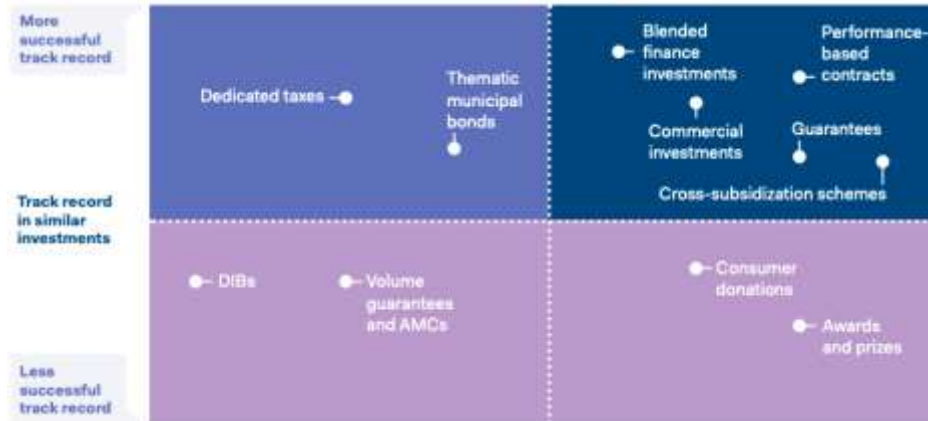 More
successful
track record
Track record
in similar
investments
Less
successful
track record
Dedicated taxes
Thematic
municipal
bonds
Blended
finance
investments
Performance-
based
contracts
Commercial
investments
Guarantees
Cross-subsidization schemes
DIBs
Volume
guarantees
and AMCs
Consumer
donations
Awards
and prizes